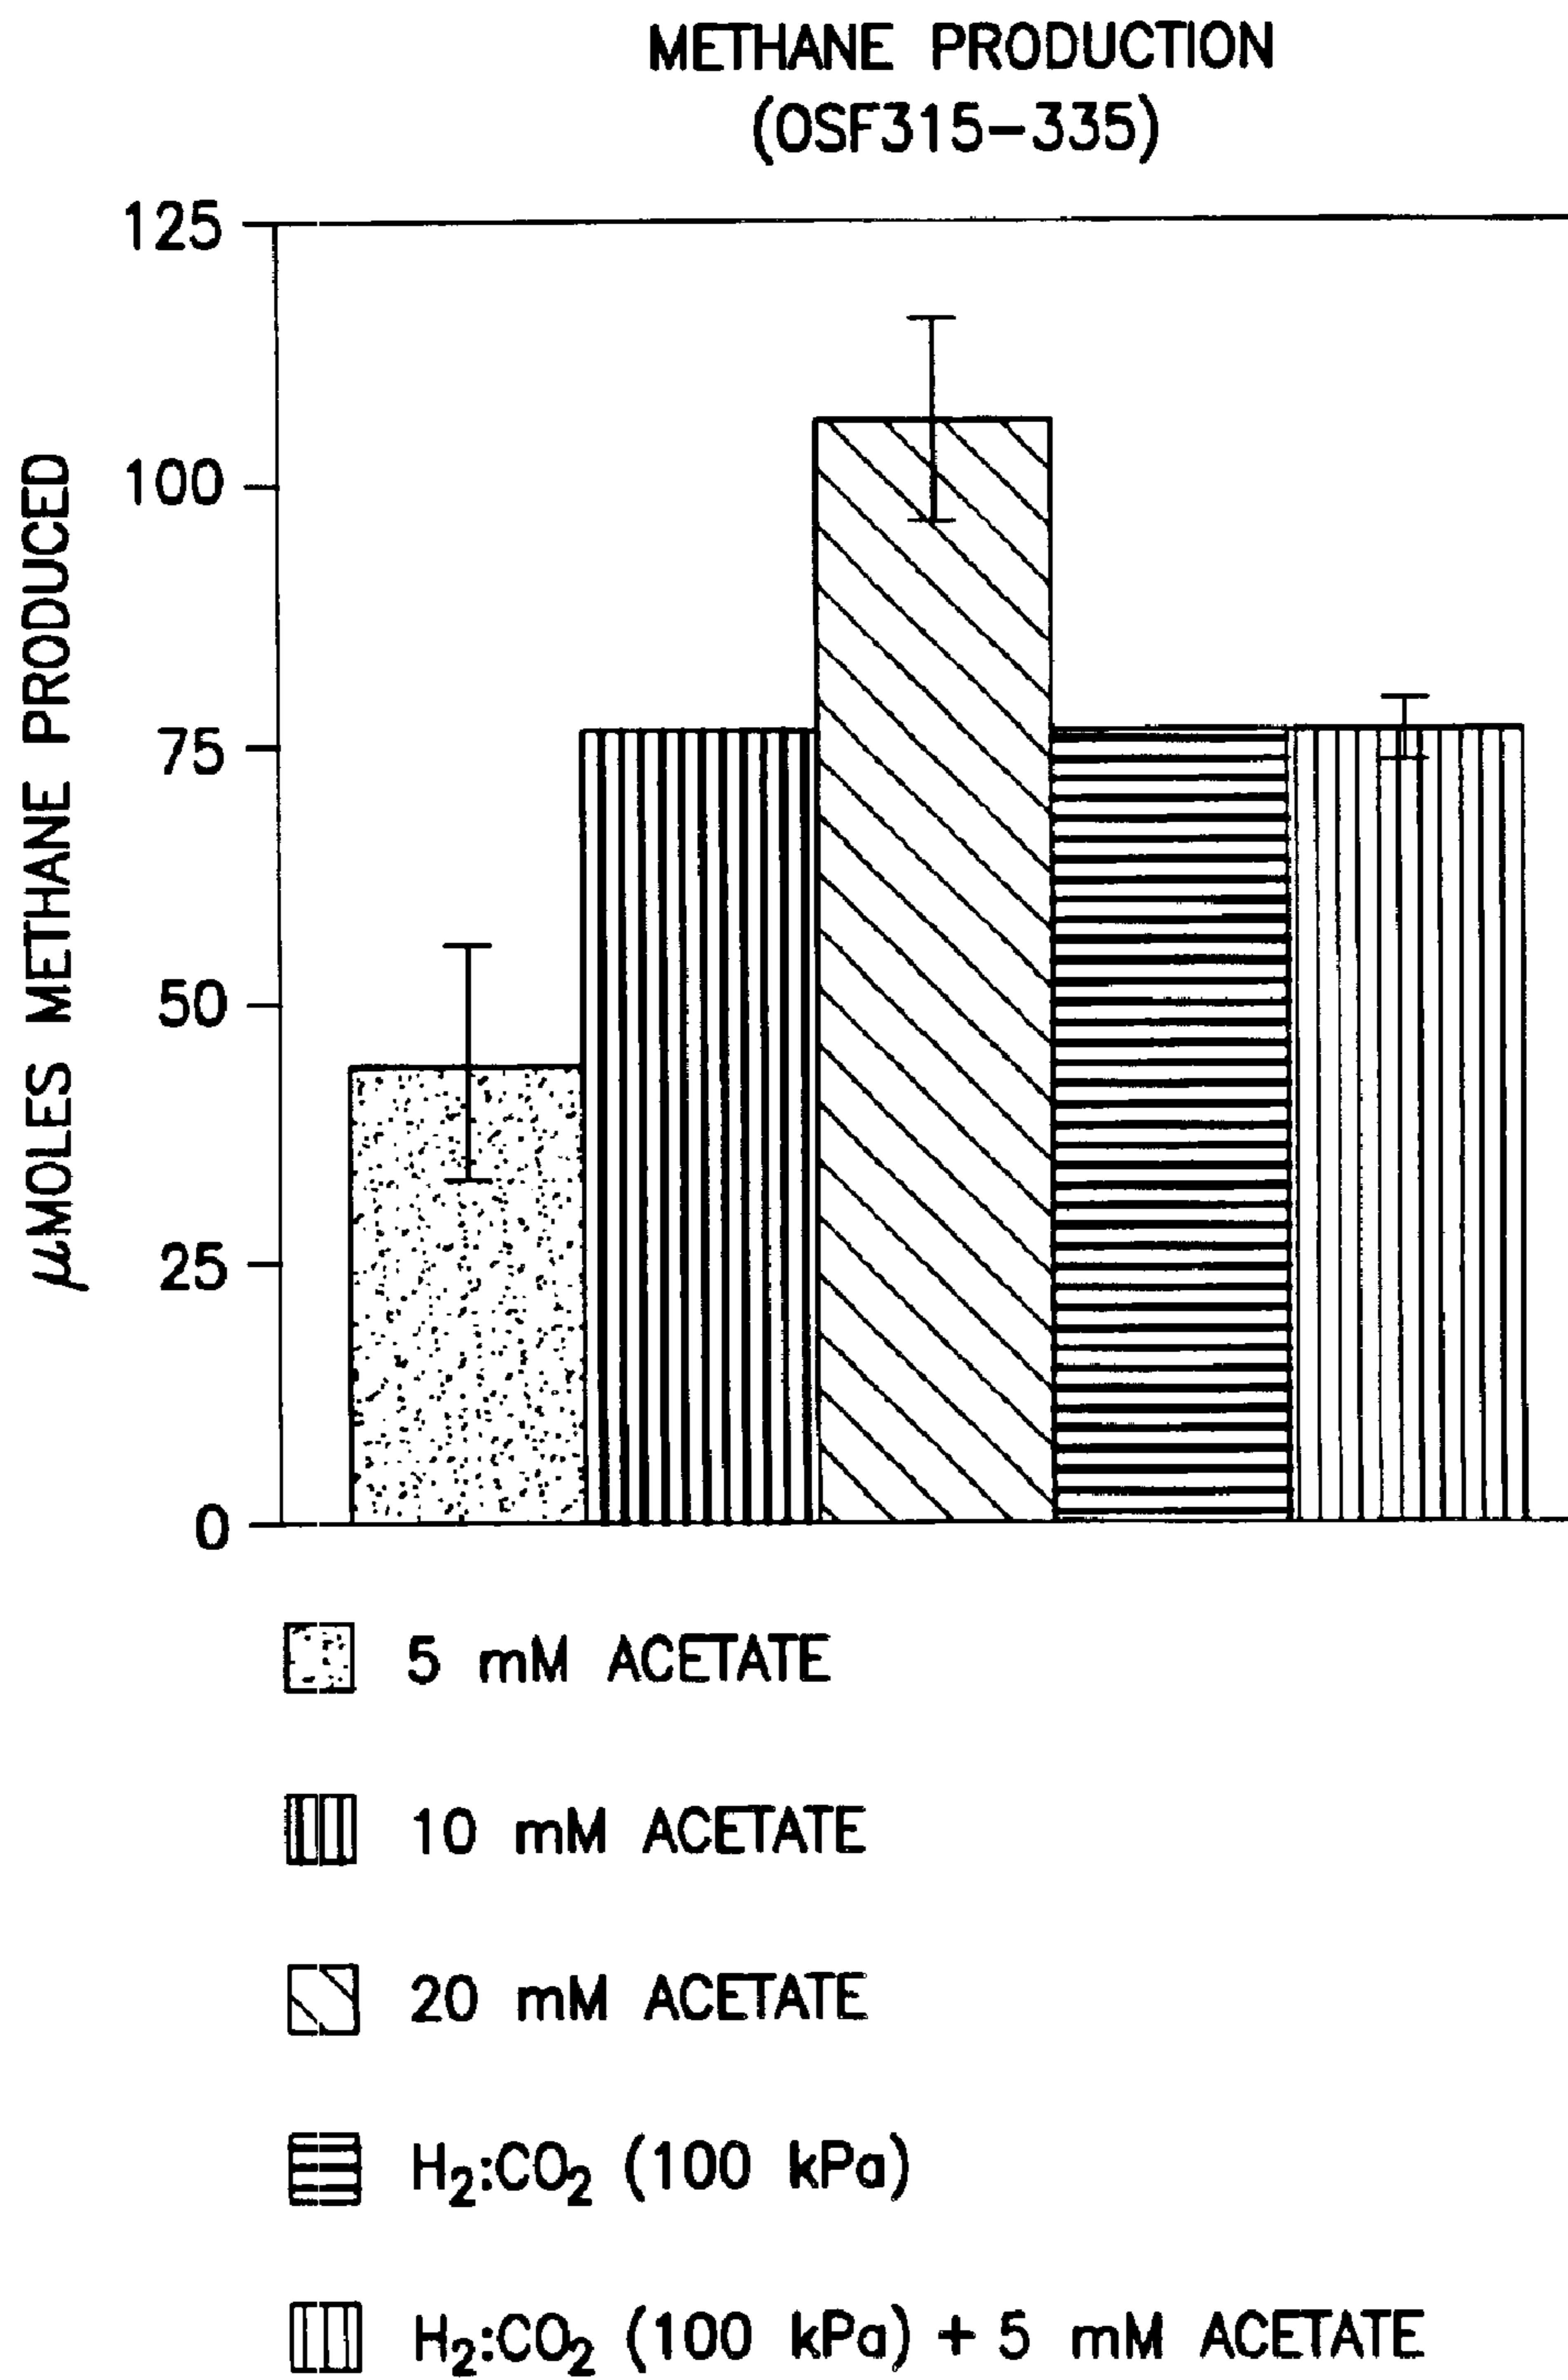 METHANE PRODUCTION
(OSF315-335)
µMOLES METHANE PRODUCED
125
100
75
50
25
0
5 mM ACETATE
10 mM ACETATE
20 mM ACETATE
H₂:CO₂ (100 kPa)
H₂:CO₂ (100 kPa) + 5 mM ACETATE